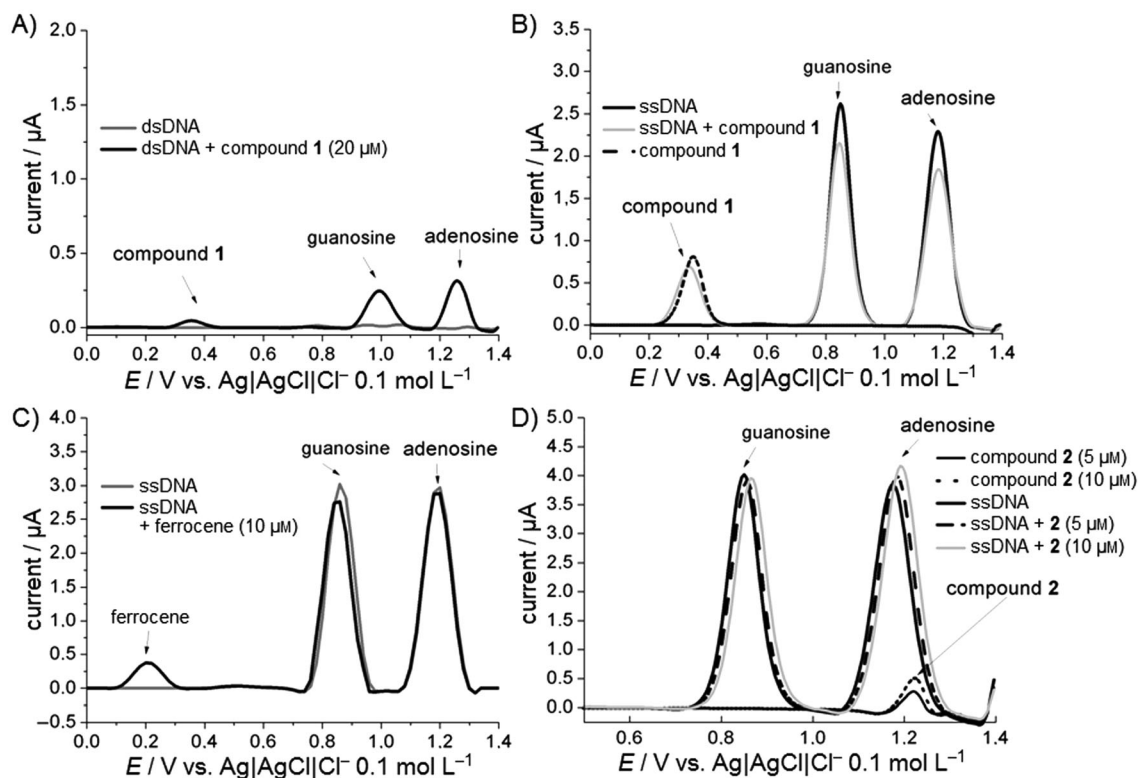 A)
2.0
1.5
1.0
0.5
0.0
current / µA
dsDNA
dsDNA + compound 1 (20 µM)
compound 1
guanosine
adenosine
0.0 0.2 0.4 0.6 0.8 1.0 1.2 1.4
E / V vs. Ag|AgCl|Cl⁻ 0.1 mol L⁻¹
B)
3.5
3.0
2.5
2.0
1.5
1.0
0.5
0.0
current / µA
ssDNA
ssDNA + compound 1
compound 1
compound 1
guanosine
adenosine
0.0 0.2 0.4 0.6 0.8 1.0 1.2 1.4
E / V vs. Ag|AgCl|Cl⁻ 0.1 mol L⁻¹
C)
4.0
3.5
3.0
2.5
2.0
1.5
1.0
0.5
0.0
−0.5
current / µA
ssDNA
ssDNA
+ ferrocene (10 µM)
ferrocene
guanosine
adenosine
0.0 0.2 0.4 0.6 0.8 1.0 1.2 1.4
E / V vs. Ag|AgCl|Cl⁻ 0.1 mol L⁻¹
D)
5.0
4.5
4.0
3.5
3.0
2.5
2.0
1.5
1.0
0.5
0.0
current / µA
guanosine
adenosine
compound 2 (5 µM)
compound 2 (10 µM)
ssDNA
ssDNA + 2 (5 µM)
ssDNA + 2 (10 µM)
compound 2
0.6 0.8 1.0 1.2 1.4
E / V vs. Ag|AgCl|Cl⁻ 0.1 mol L⁻¹